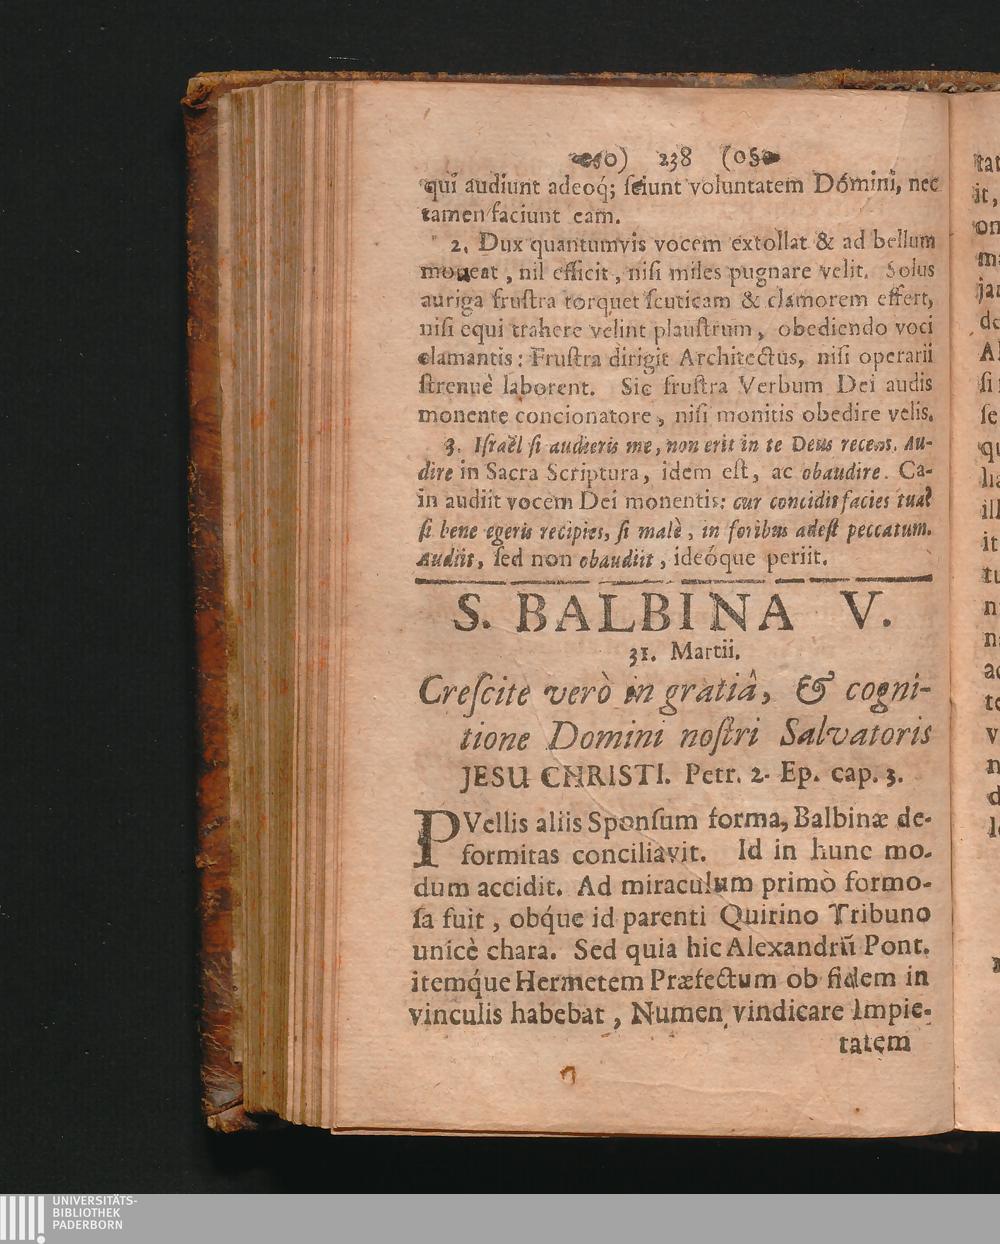 o) 238 (o
qui audiunt adeoq́; ſciunt voluntatem Domini, nec
tamen faciunt eam.
2. Dux quantumvis vocem extollat & ad bellum
moveat, nil efficit, niſi miles pugnare velit. Solus
auriga fruſtra torquet ſcuticam & clamorem effert,
niſi equi trahere velint plauſtrum, obediendo voci
clamantis: Fruſtra dirigit Architectus, niſi operarii
ſtrenuè laborent. Sic fruſtra Verbum Dei audis
monente concionatore, niſi monitis obedire velis.
3. Iſraël ſi audieris me, non erit in te Deus recens. Au-
dire in Sacra Scriptura, idem eſt, ac obaudire. Ca-
in audiit vocem Dei monentis: cur concidit facies tua?
ſi bene egeris recipies, ſi malè, in foribus adeſt peccatum.
Audiit, ſed non obaudiit, ideóque periit.
S. BALBINA V.
31. Martii.
Creſcite verò in gratiâ, & cogni-
tione Domini noſtri Salvatoris
JESU CHRISTI. Petr. 2. Ep. cap. 3.
PVellis aliis Sponſum forma, Balbinæ de-
formitas conciliavit. Id in hunc mo-
dum accidit. Ad miraculum primò formo-
ſa fuit, obq́ue id parenti Quirino Tribuno
unicè chara. Sed quia hic Alexandrũ Pont.
itemq́ue Hermetem Præfectum ob fidem in
vinculis habebat, Numen vindicare Impie-
tatem
UNIVERSITÄTS-
BIBLIOTHEK
PADERBORN